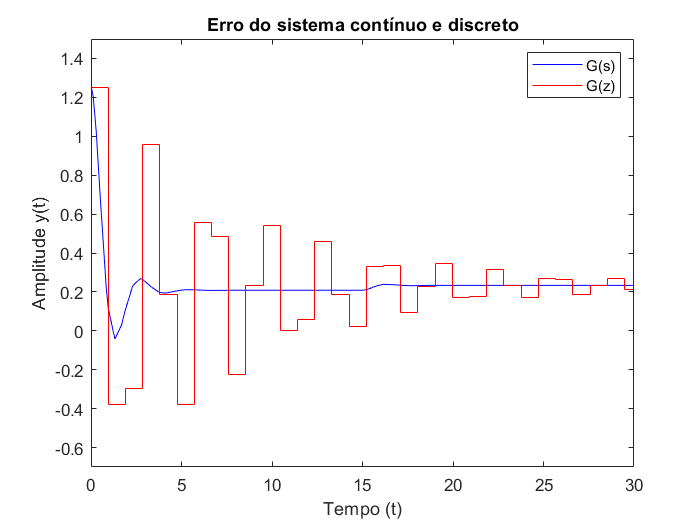 Erro do sistema contínuo e discreto
G(s)
G(z)
1.4
1.2
1
0.8
0.6
0.4
0.2
0
-0.2
-0.4
-0.6
Amplitude y(t)
0 5 10 15 20 25 30
Tempo (t)